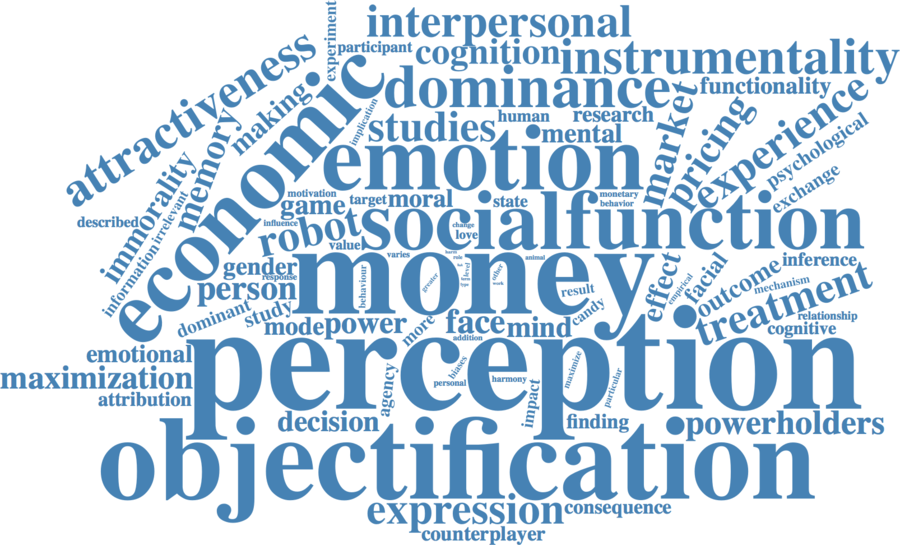 interpersonal
experiment
participant
cognition
instrumentality
attractiveness
economic
dominance
functionality
making
memory
implication
studies
human
research
mental
market
pricing
experience
psychological
emotion
immorality
irrelevant
information
described
motivation
game
target
moral
state
monetary
behavior
exchange
influence
robot
social
function
change
love
value
varies
money
gender
response
person
behaviour
greater
role
level
type
other
work
animal
result
candy
effect
empirical
facial
outcome
inference
mechanism
treatment
relationship
cognitive
dominant
study
mode
power
more
face
mind
addition
emotional
maximization
attribution
perception
agency
biases
personal
harmony
impact
maximize
particular
decision
finding
powerholders
objectification
expression
consequence
counterplayer